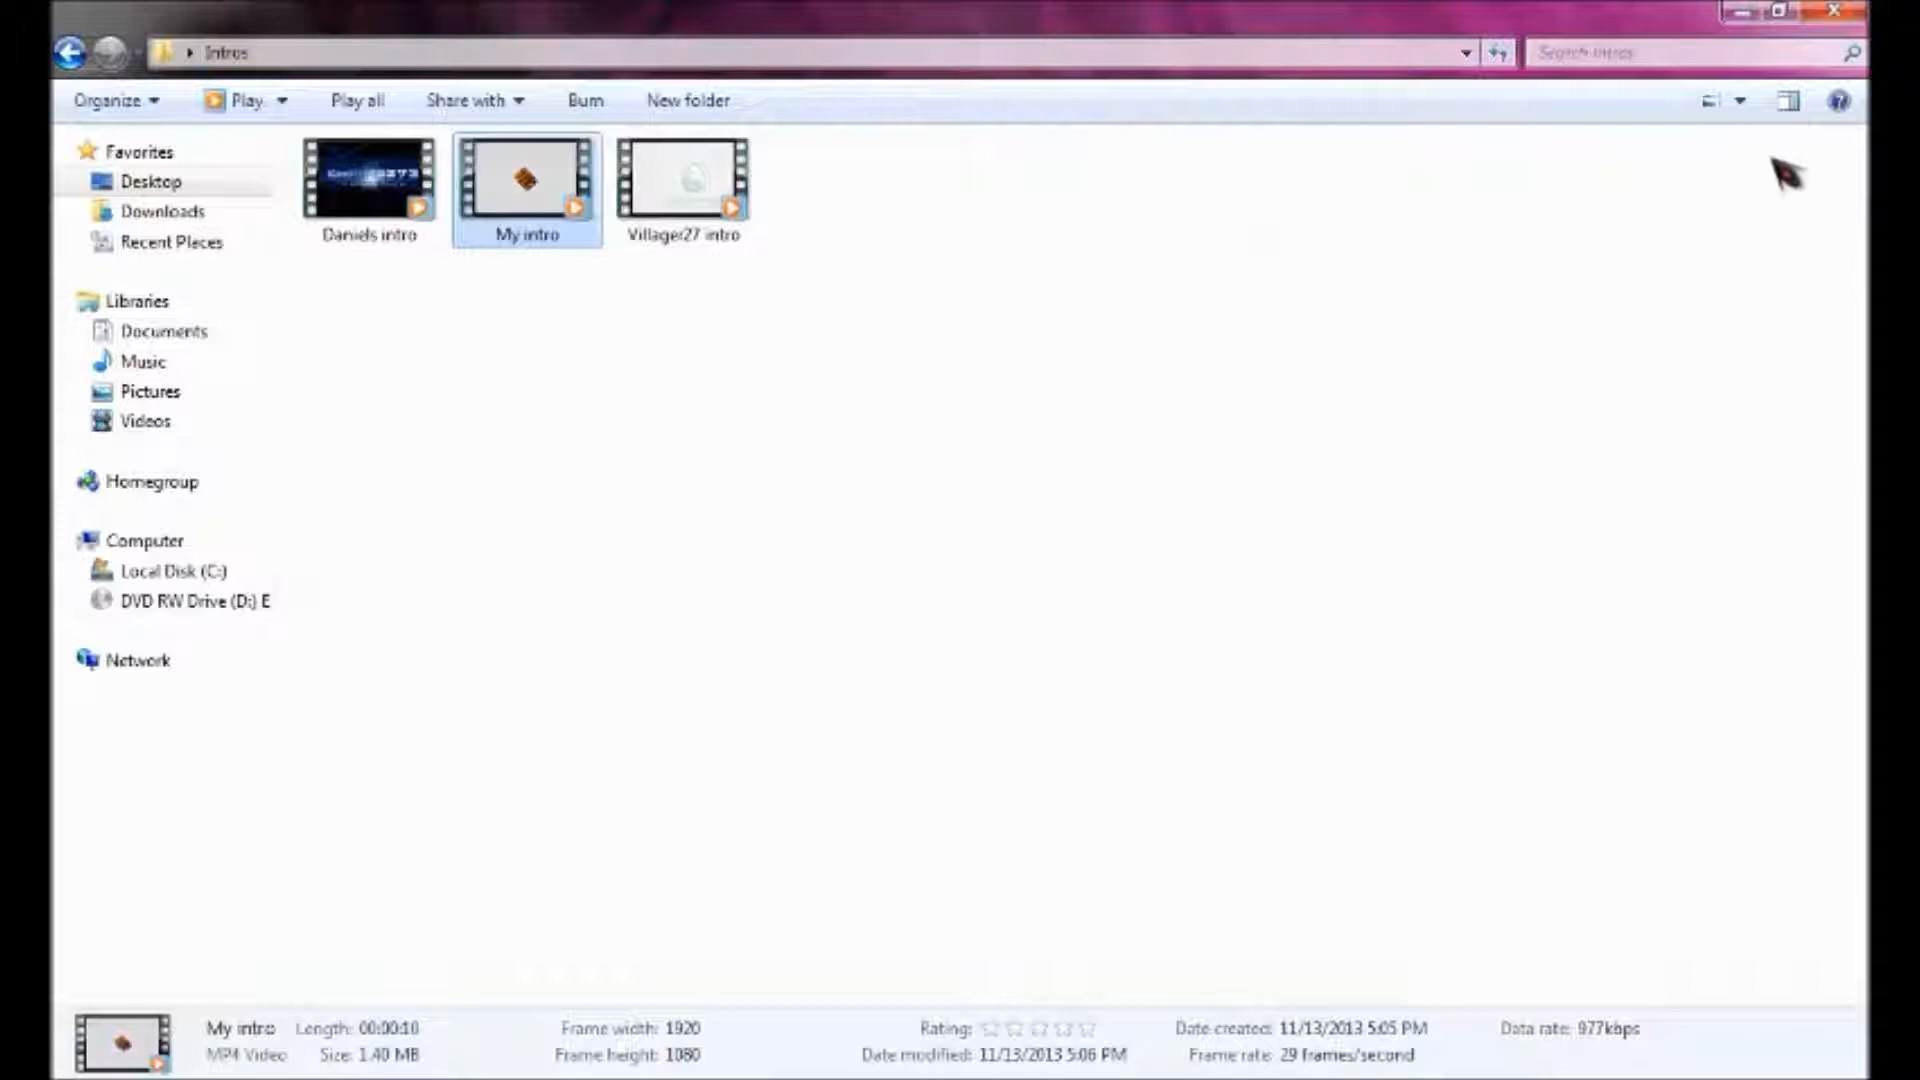 Intros
Search Intros
Organize Play Play all Share with Burn New folder
Favorites
Desktop
Downloads
Recent Places
Libraries
Documents
Music
Pictures
Videos
Homegroup
Computer
Local Disk (C:)
DVD RW Drive (D:) E
Network
Daniels intro
My intro
Villager27 intro
My intro Length: 00:00:10 Frame width: 1920 Rating: Date created: 11/13/2013 5:05 PM Data rate: 977kbps
MP4 Video Size: 1.40 MB Frame height: 1080 Date modified: 11/13/2013 5:06 PM Frame rate: 29 frames/second